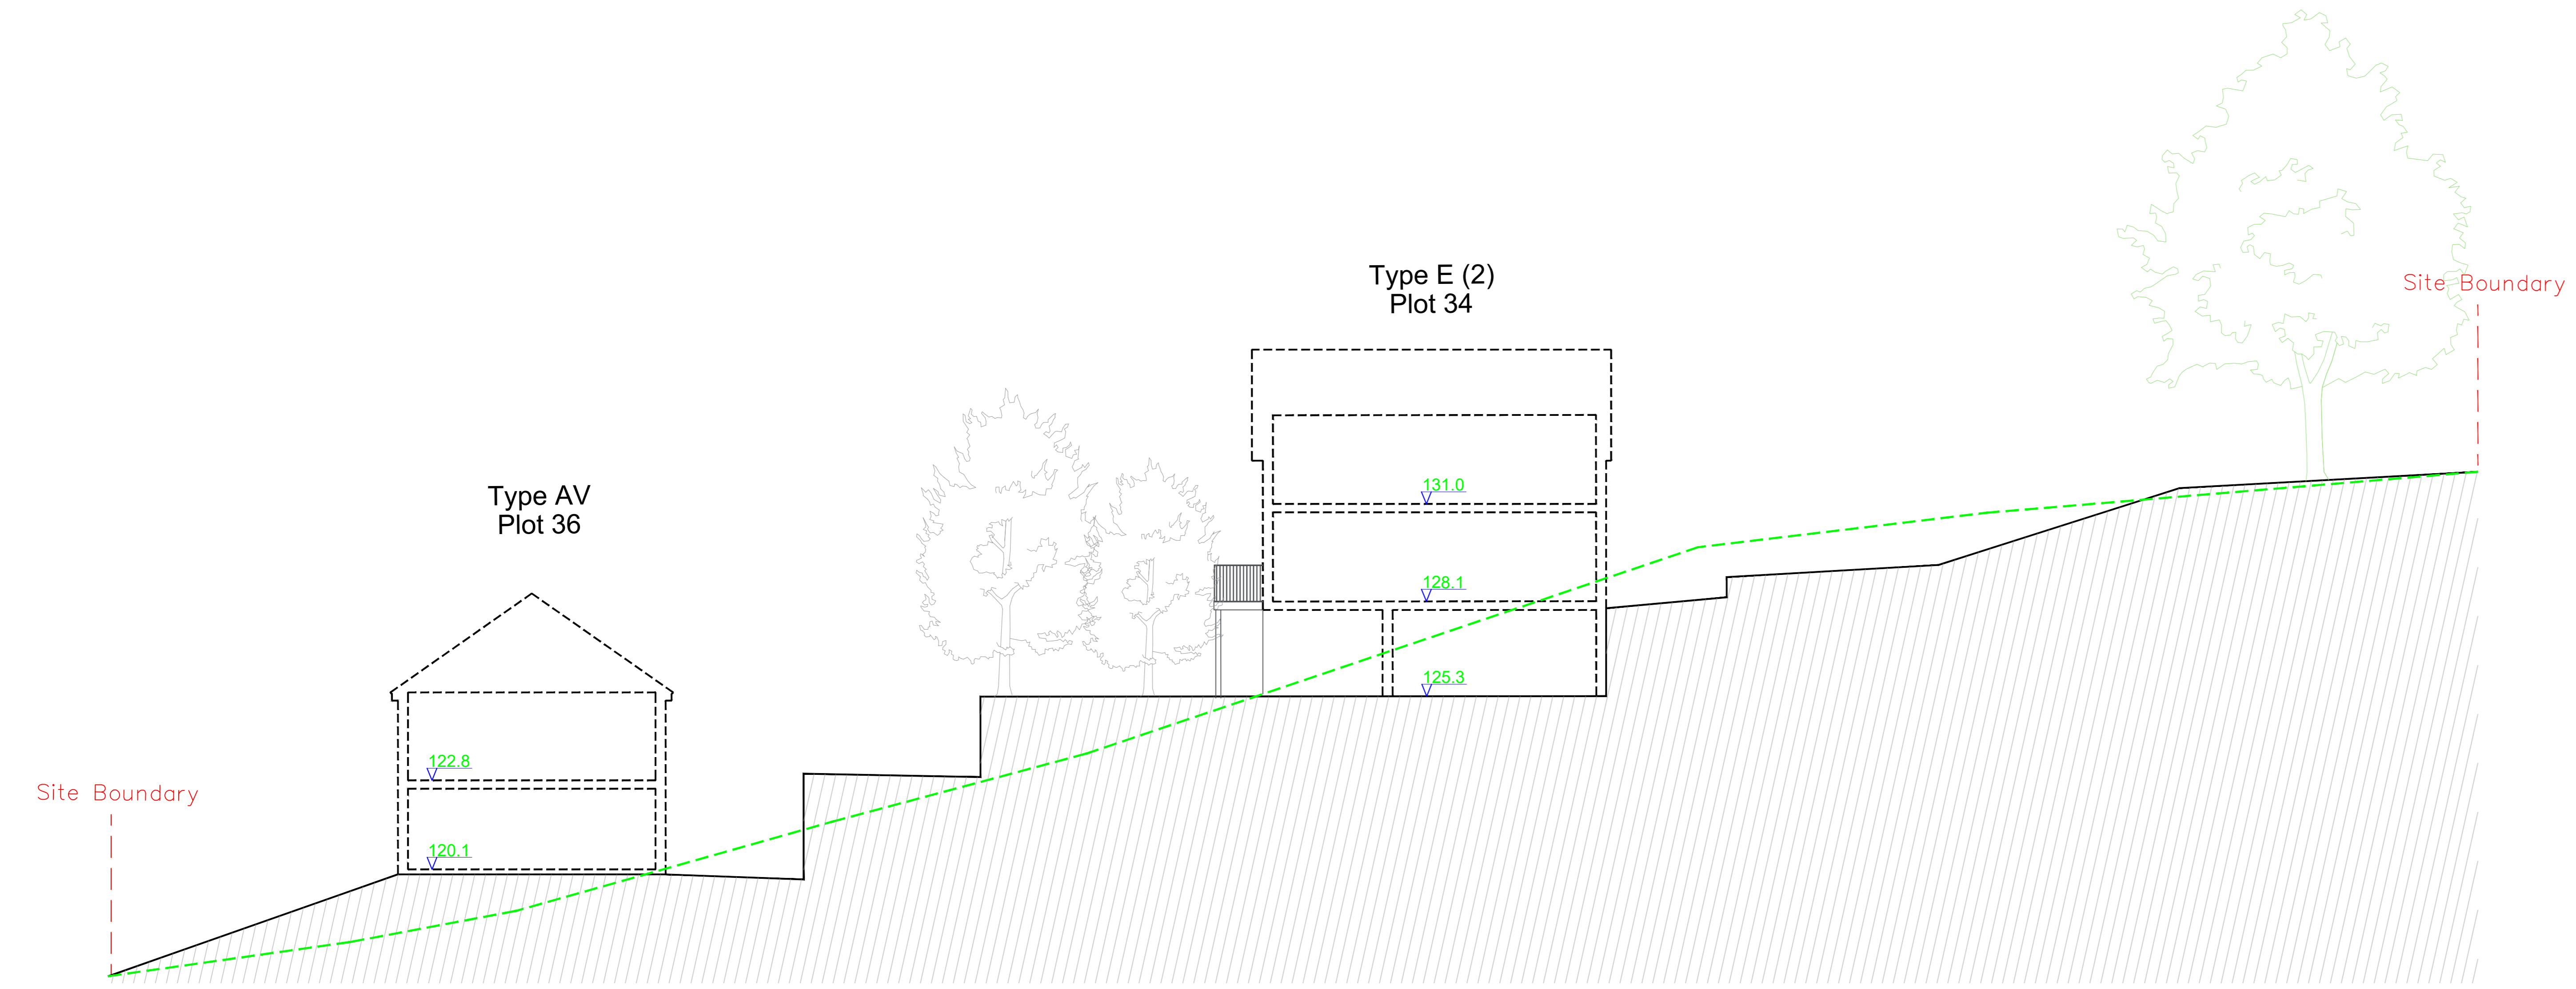 Site Boundary
Type E (2)
Plot 34
131.0
Type AV
Plot 36
128.1
125.3
122.8
Site Boundary
120.1